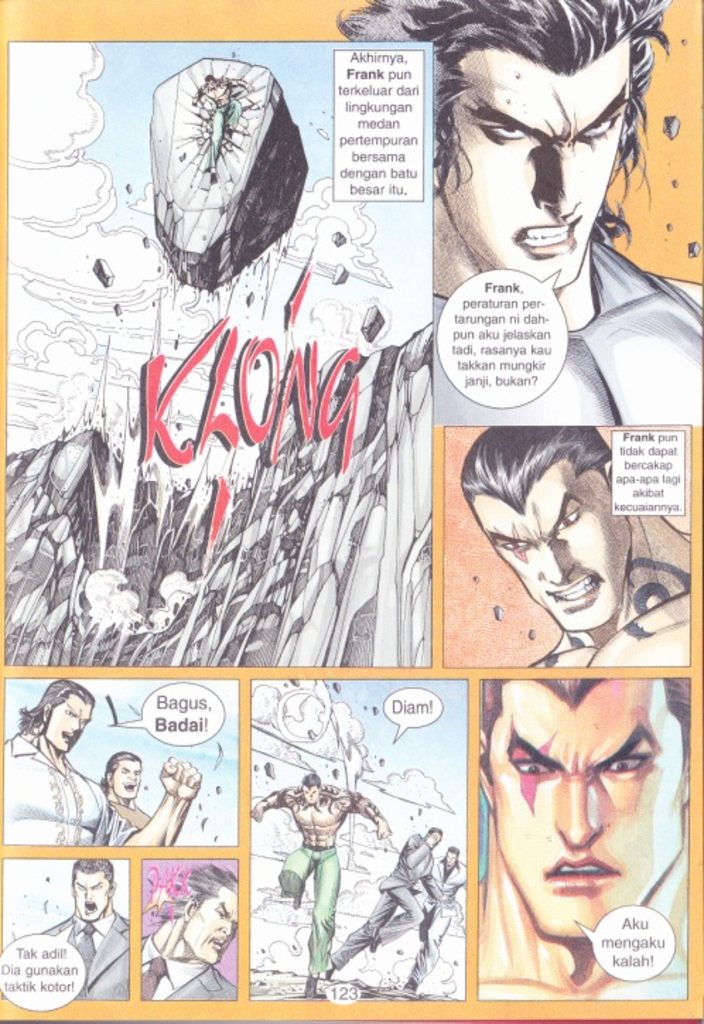 Akhirnya,
Frank pun
terkeluar dari
lingkungan
medan
pertempuran
bersama
dengan batu
besar itu.
Frank,
peraturan per-
tarungan ni dah-
pun aku jelaskan
tadi, rasanya kau
takkan mungkir
janji, bukan?
KLONG
Frank pun
tidak dapat
bercakap
apa-apa lagi
akibat
kecuaiannya.
Bagus,
Badai!
Tak adil!
Dia gunakan
taktik kotor!
Diam!
Aku
mengaku
kalah!
123